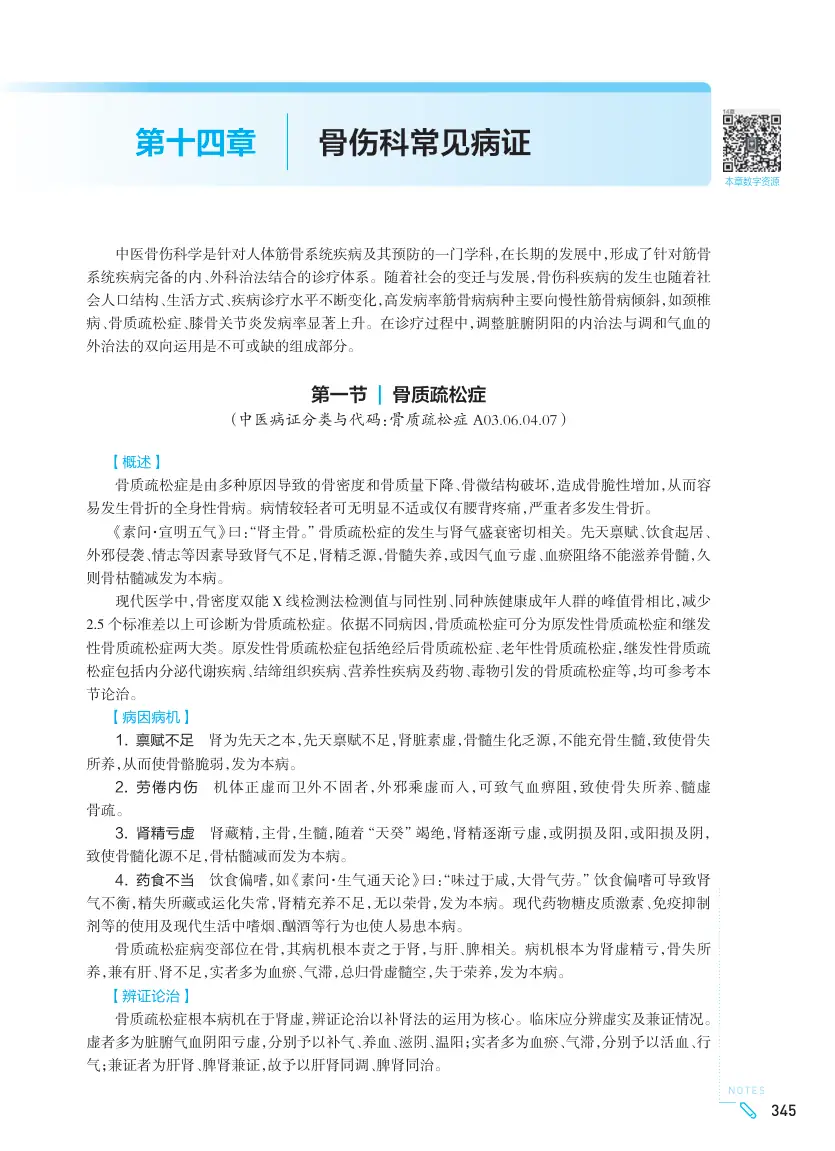 第十四章 骨伤科常见病证
14章
本章数字资源
中医骨伤科学是针对人体筋骨系统疾病及其预防的一门学科,在长期的发展中,形成了针对筋骨
系统疾病完备的内、外科治法结合的诊疗体系。随着社会的变迁与发展,骨伤科疾病的发生也随着社
会人口结构、生活方式、疾病诊疗水平不断变化,高发病率筋骨病病种主要向慢性筋骨病倾斜,如颈椎
病、骨质疏松症、膝骨关节炎发病率显著上升。在诊疗过程中,调整脏腑阴阳的内治法与调和气血的
外治法的双向运用是不可或缺的组成部分。
第一节 | 骨质疏松症
(中医病证分类与代码:骨质疏松症 A03.06.04.07)
【概述】
骨质疏松症是由多种原因导致的骨密度和骨质量下降、骨微结构破坏,造成骨脆性增加,从而容
易发生骨折的全身性骨病。病情较轻者可无明显不适或仅有腰背疼痛,严重者多发生骨折。
《素问·宣明五气》曰:“肾主骨。”骨质疏松症的发生与肾气盛衰密切相关。先天禀赋、饮食起居、
外邪侵袭、情志等因素导致肾气不足,肾精乏源,骨髓失养,或因气血亏虚、血瘀阻络不能滋养骨髓,久
则骨枯髓减发为本病。
现代医学中,骨密度双能 X 线检测法检测值与同性别、同种族健康成年人群的峰值骨相比,减少
2.5 个标准差以上可诊断为骨质疏松症。依据不同病因,骨质疏松症可分为原发性骨质疏松症和继发
性骨质疏松症两大类。原发性骨质疏松症包括绝经后骨质疏松症、老年性骨质疏松症,继发性骨质疏
松症包括内分泌代谢疾病、结缔组织疾病、营养性疾病及药物、毒物引发的骨质疏松症等,均可参考本
节论治。
【病因病机】
1. 禀赋不足 肾为先天之本,先天禀赋不足,肾脏素虚,骨髓生化乏源,不能充骨生髓,致使骨失
所养,从而使骨骼脆弱,发为本病。
2. 劳倦内伤 机体正虚而卫外不固者,外邪乘虚而入,可致气血痹阻,致使骨失所养、髓虚
骨疏。
3. 肾精亏虚 肾藏精,主骨,生髓,随着“天癸”竭绝,肾精逐渐亏虚,或阴损及阳,或阳损及阴,
致使骨髓化源不足,骨枯髓减而发为本病。
4. 药食不当 饮食偏嗜,如《素问·生气通天论》曰:“味过于咸,大骨气劳。”饮食偏嗜可导致肾
气不衡,精失所藏或运化失常,肾精充养不足,无以荣骨,发为本病。现代药物糖皮质激素、免疫抑制
剂等的使用及现代生活中嗜烟、酗酒等行为也使人易患本病。
骨质疏松症病变部位在骨,其病机根本责之于肾,与肝、脾相关。病机根本为肾虚精亏,骨失所
养,兼有肝、肾不足,实者多为血瘀、气滞,总归骨虚髓空,失于荣养,发为本病。
【辨证论治】
骨质疏松症根本病机在于肾虚,辨证论治以补肾法的运用为核心。临床应分辨虚实及兼证情况。
虚者多为脏腑气血阴阳亏虚,分别予以补气、养血、滋阴、温阳;实者多为血瘀、气滞,分别予以活血、行
气;兼证者为肝肾、脾肾兼证,故予以肝肾同调、脾肾同治。
NOTES
345